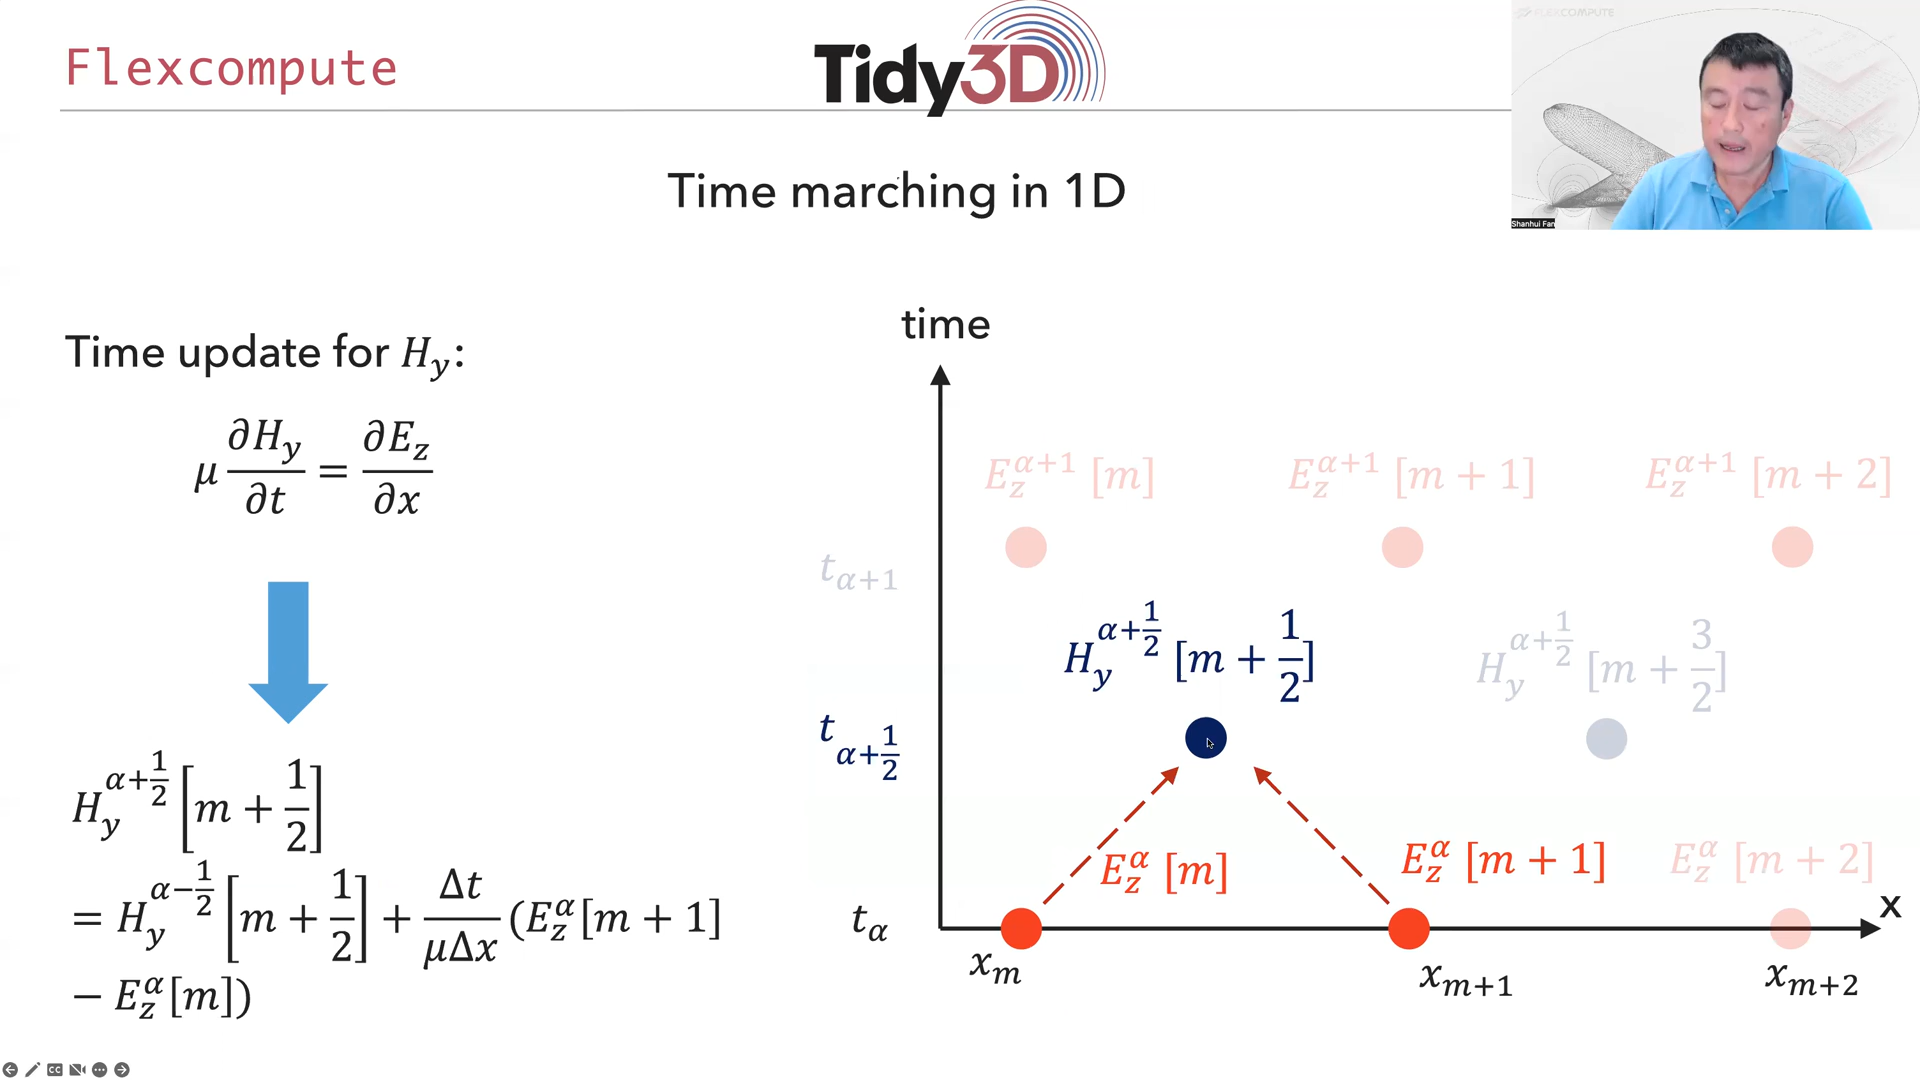 Flexcompute
Tidy3D
FLEXCOMPUTE
Shanhui Fan
Time marching in 1D
Time update for H_y:
μ ∂H_y/∂t = ∂E_z/∂x
H_y^{α+1/2}[m + 1/2]
= H_y^{α−1/2}[m + 1/2] + Δt/(μΔx) (E_z^α[m + 1]
− E_z^α[m])
time
E_z^{α+1} [m] E_z^{α+1} [m + 1] E_z^{α+1} [m + 2]
t_{α+1}
H_y^{α+1/2} [m + 1/2] H_y^{α+1/2} [m + 3/2]
t_{α+1/2}
E_z^α [m] E_z^α [m + 1] E_z^α [m + 2]
t_α
x
x_m x_{m+1} x_{m+2}
CC